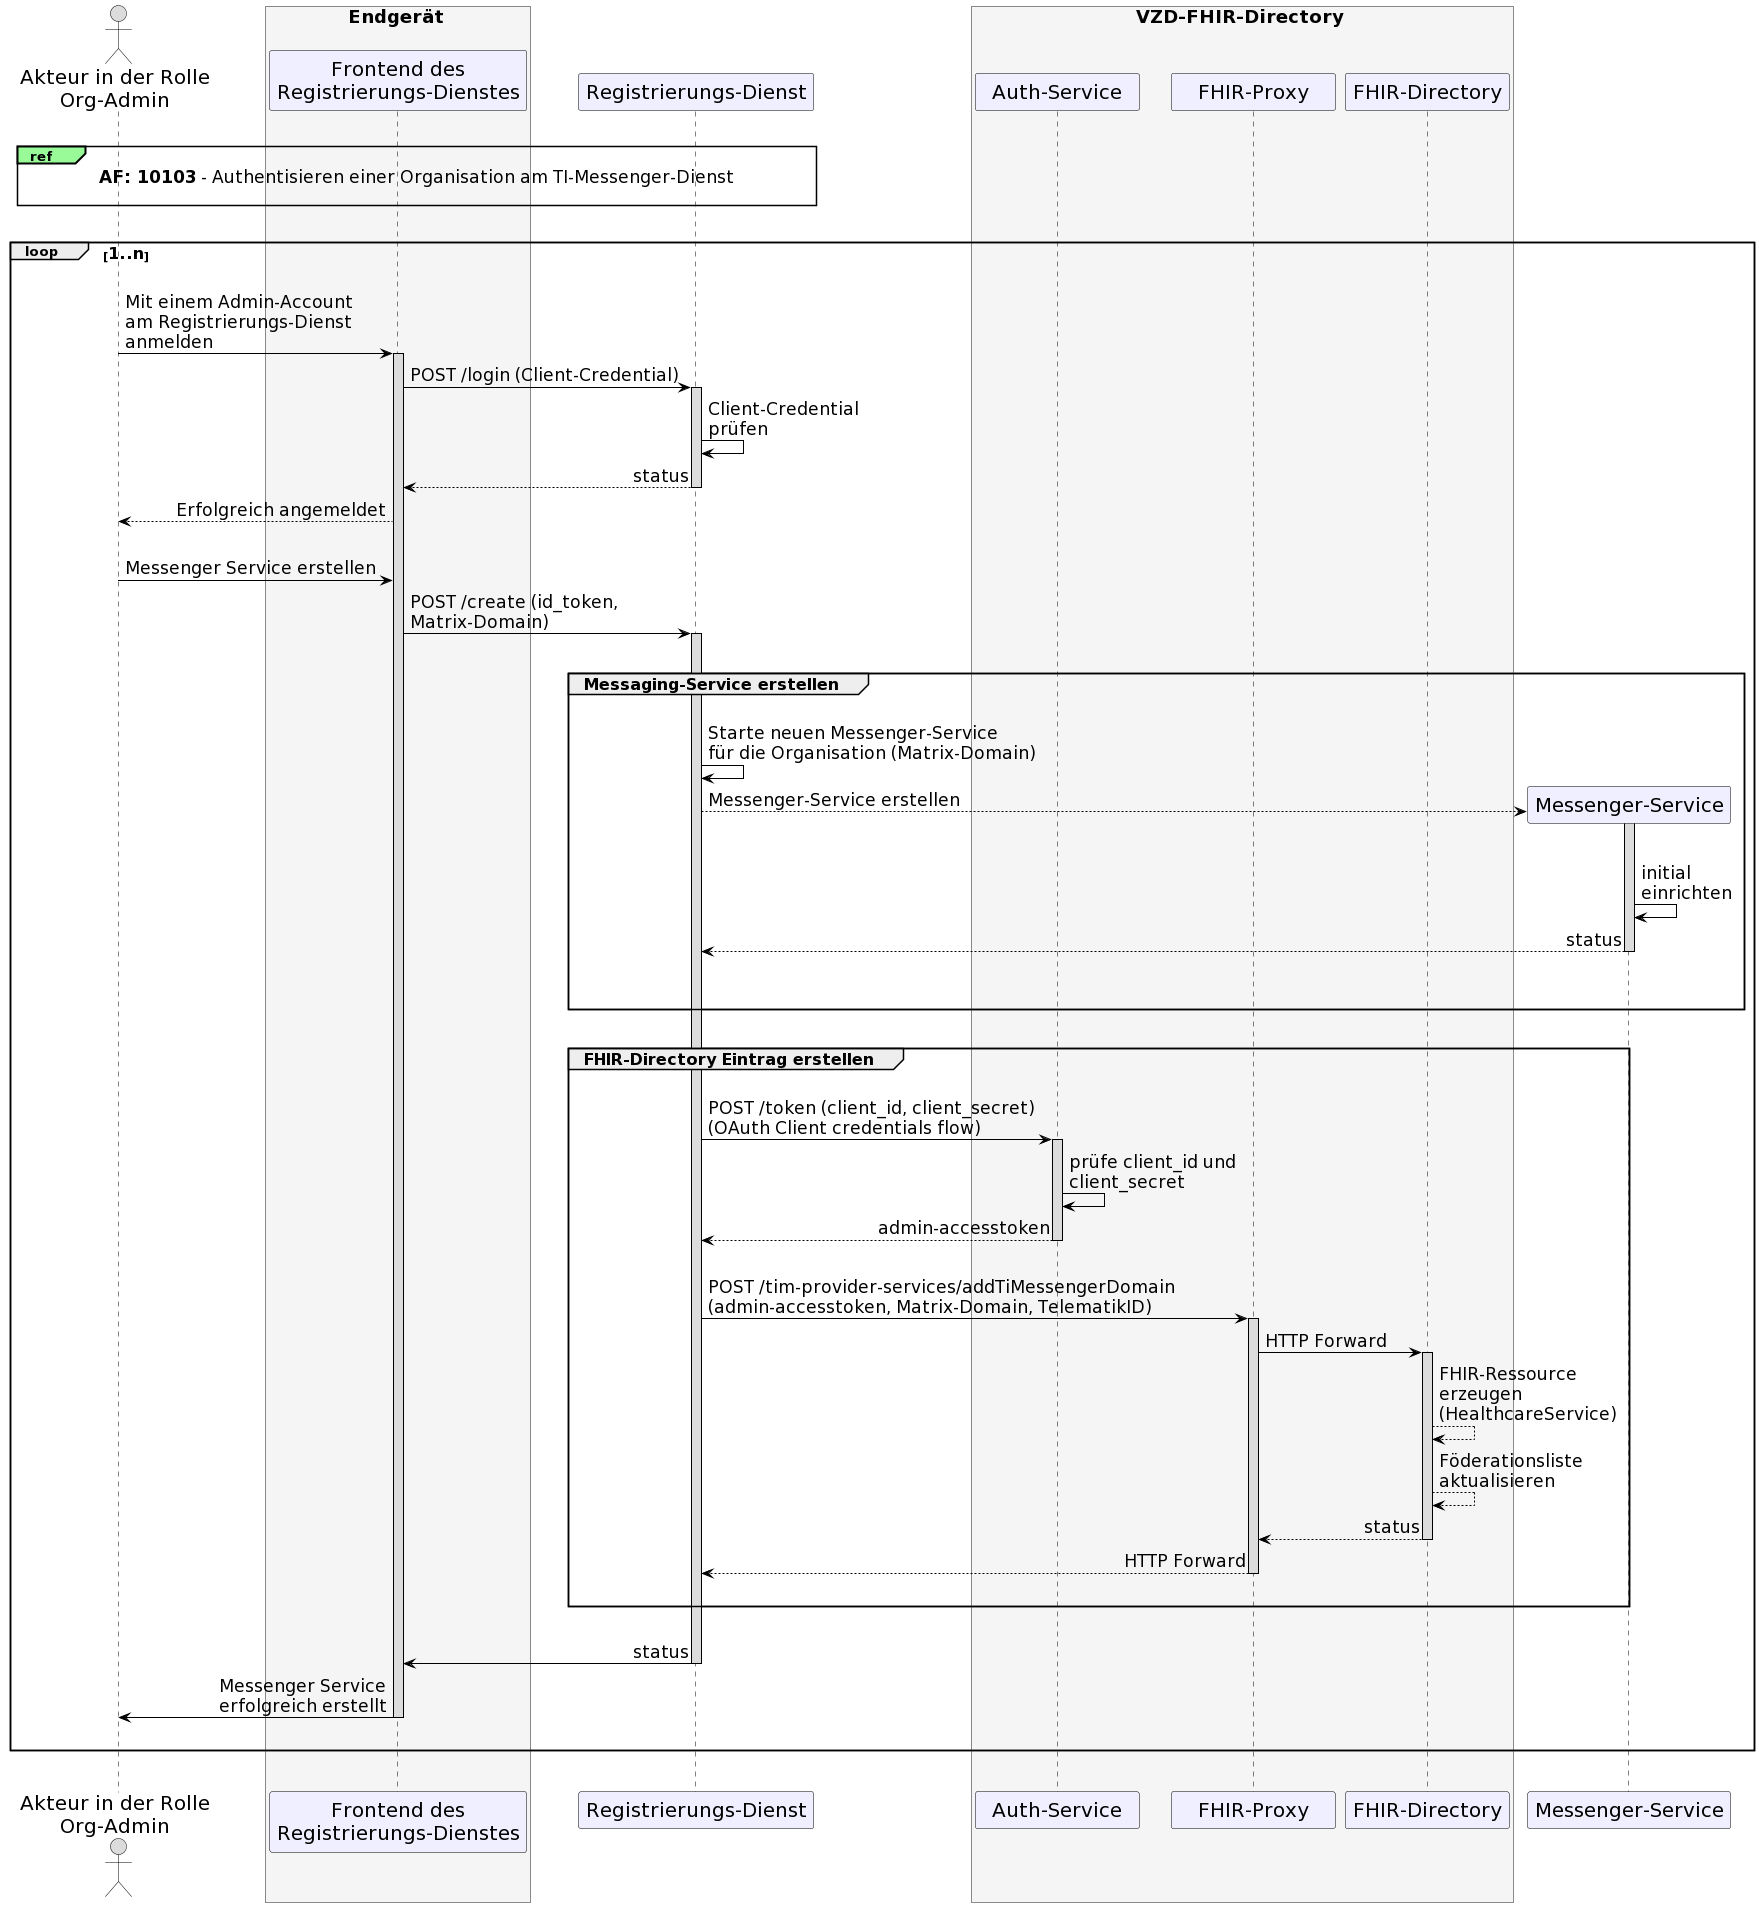 Endgerät
VZD-FHIR-Directory
Akteur in der Rolle
Org-Admin
Frontend des
Registrierungs-Dienstes
Registrierungs-Dienst
Auth-Service
FHIR-Proxy
FHIR-Directory
ref
AF: 10103 - Authentisieren einer Organisation am TI-Messenger-Dienst
loop
[1..n]
Mit einem Admin-Account
am Registrierungs-Dienst
anmelden
POST /login (Client-Credential)
Client-Credential
prüfen
status
Erfolgreich angemeldet
Messenger Service erstellen
POST /create (id_token,
Matrix-Domain)
Messaging-Service erstellen
Starte neuen Messenger-Service
für die Organisation (Matrix-Domain)
Messenger-Service erstellen
Messenger-Service
initial
einrichten
status
FHIR-Directory Eintrag erstellen
POST /token (client_id, client_secret)
(OAuth Client credentials flow)
prüfe client_id und
client_secret
admin-accesstoken
POST /tim-provider-services/addTiMessengerDomain
(admin-accesstoken, Matrix-Domain, TelematikID)
HTTP Forward
FHIR-Ressource
erzeugen
(HealthcareService)
Föderationsliste
aktualisieren
status
HTTP Forward
status
Messenger Service
erfolgreich erstellt
Akteur in der Rolle
Org-Admin
Frontend des
Registrierungs-Dienstes
Registrierungs-Dienst
Auth-Service
FHIR-Proxy
FHIR-Directory
Messenger-Service